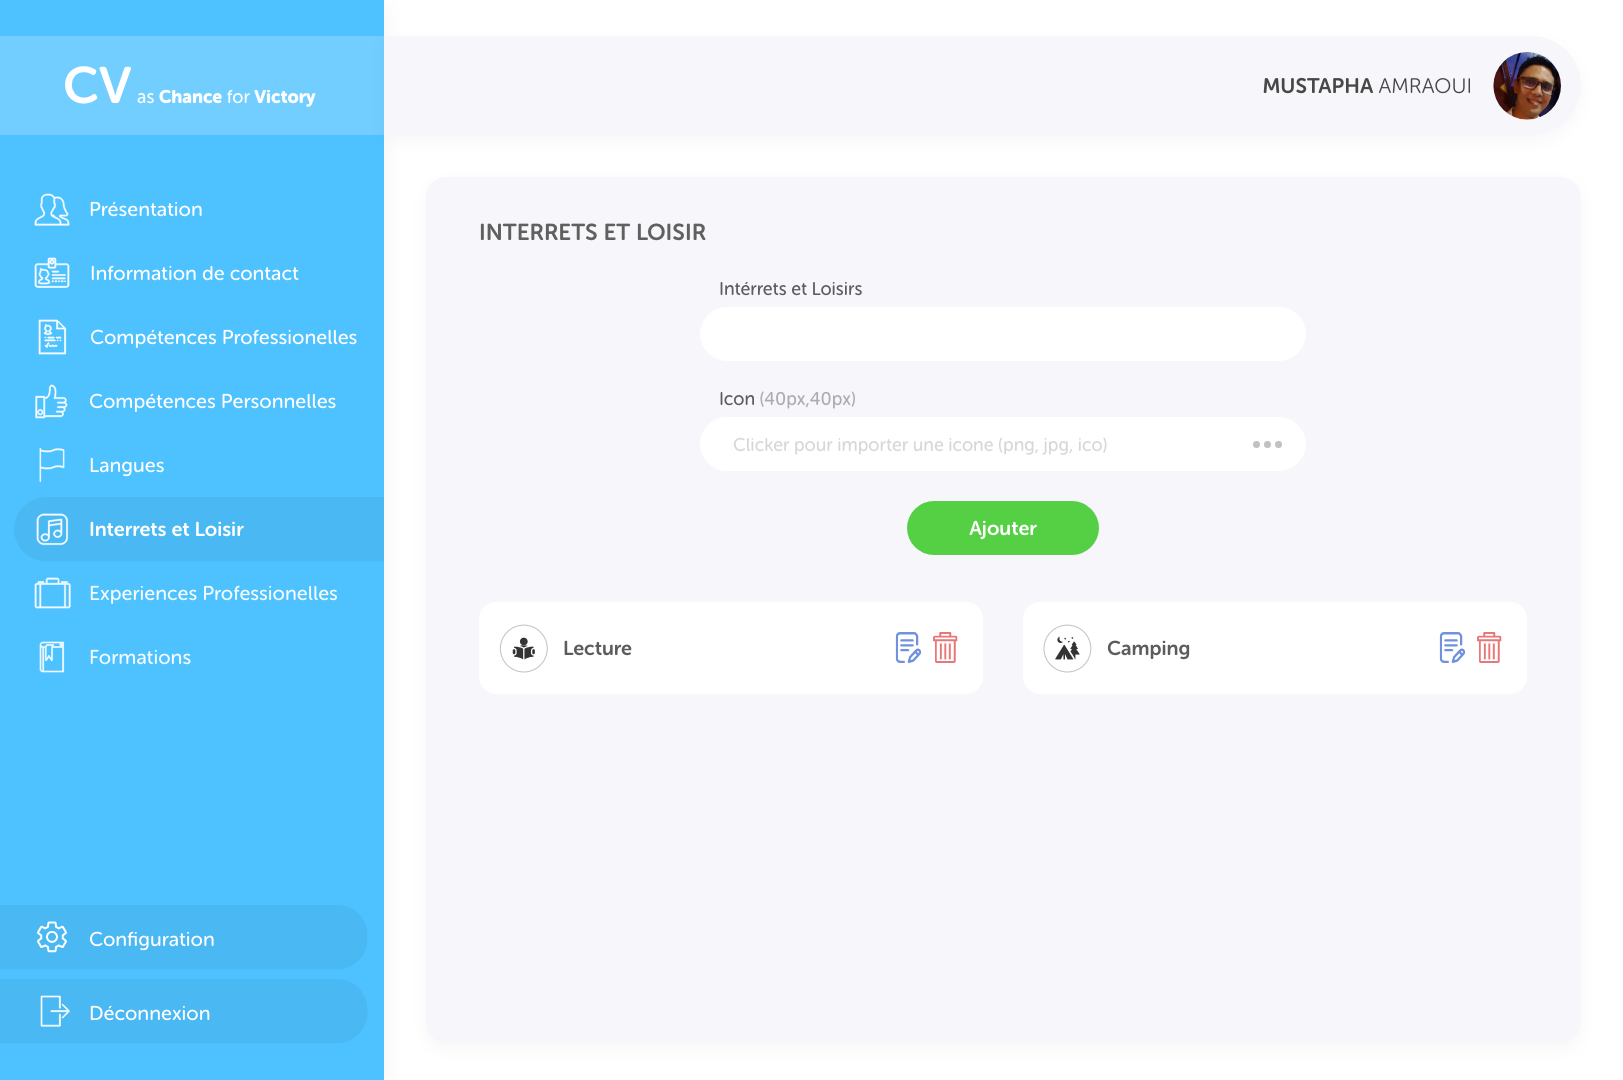 CV as Chance for Victory
MUSTAPHA AMRAOUI
Présentation
Information de contact
Compétences Professionelles
Compétences Personnelles
Langues
Interrets et Loisir
Experiences Professionelles
Formations
Configuration
Déconnexion
INTERRETS ET LOISIR
Intérrets et Loisirs
Icon (40px,40px)
Clicker pour importer une icone (png, jpg, ico)
Ajouter
Lecture
Camping